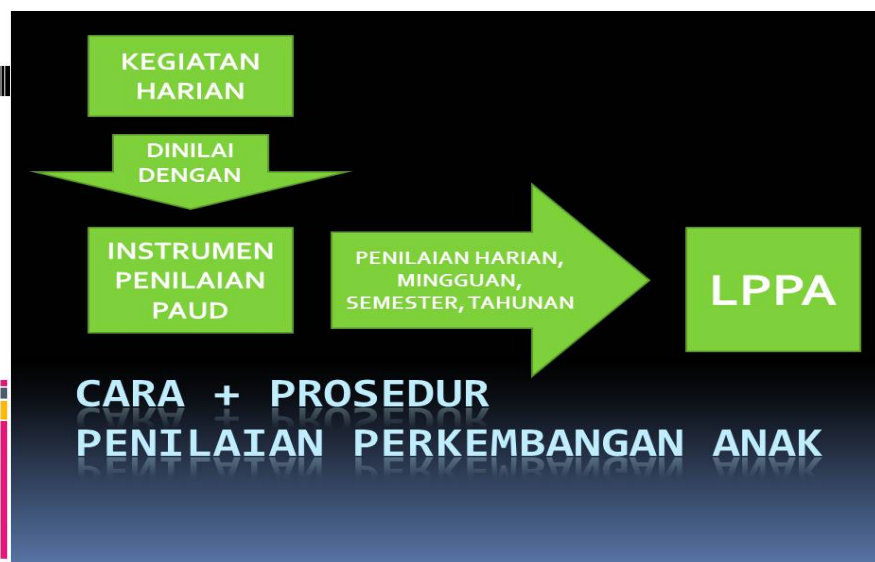 KEGIATAN
HARIAN
DINILAI
DENGAN
INSTRUMEN
PENILAIAN
PAUD
PENILAIAN HARIAN,
MINGGUAN,
SEMESTER, TAHUNAN
LPPA
CARA + PROSEDUR
PENILAIAN PERKEMBANGAN ANAK